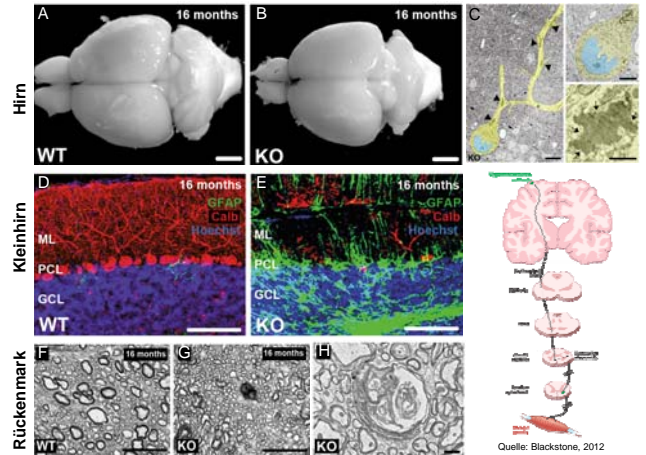 Hirn
A
16 months
WT
B
16 months
KO
C
KO
Kleinhirn
D
16 months
GFAP
Calb
Hoechst
ML
PCL
GCL
WT
E
16 months
GFAP
Calb
Hoechst
ML
PCL
GCL
KO
Rückenmark
F
16 months
WT
G
16 months
KO
H
KO
Quelle: Blackstone, 2012